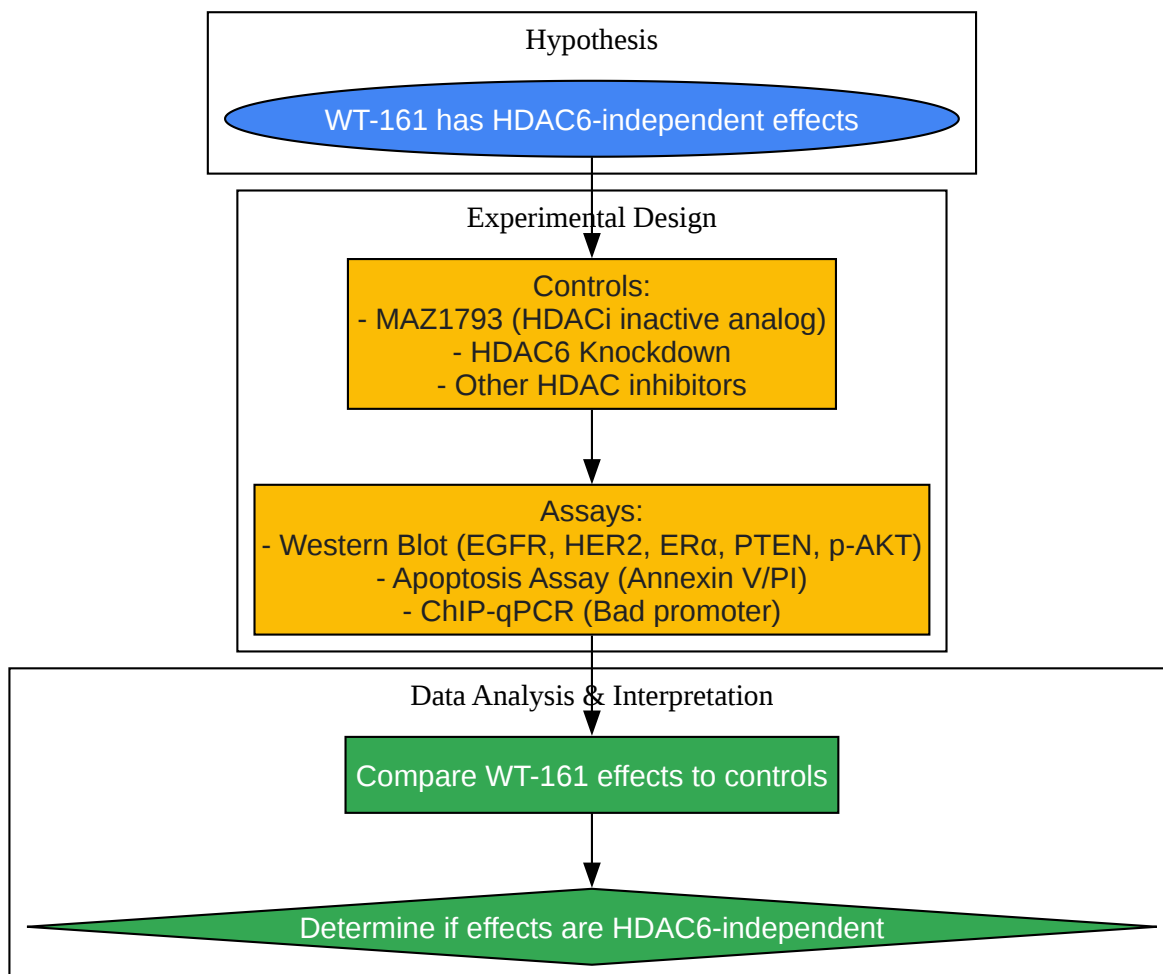 Hypothesis
WT-161 has HDAC6-independent effects
Experimental Design
Controls:
- MAZ1793 (HDACi inactive analog)
- HDAC6 Knockdown
- Other HDAC inhibitors
Assays:
- Western Blot (EGFR, HER2, ERα, PTEN, p-AKT)
- Apoptosis Assay (Annexin V/PI)
- ChIP-qPCR (Bad promoter)
Data Analysis & Interpretation
Compare WT-161 effects to controls
Determine if effects are HDAC6-independent